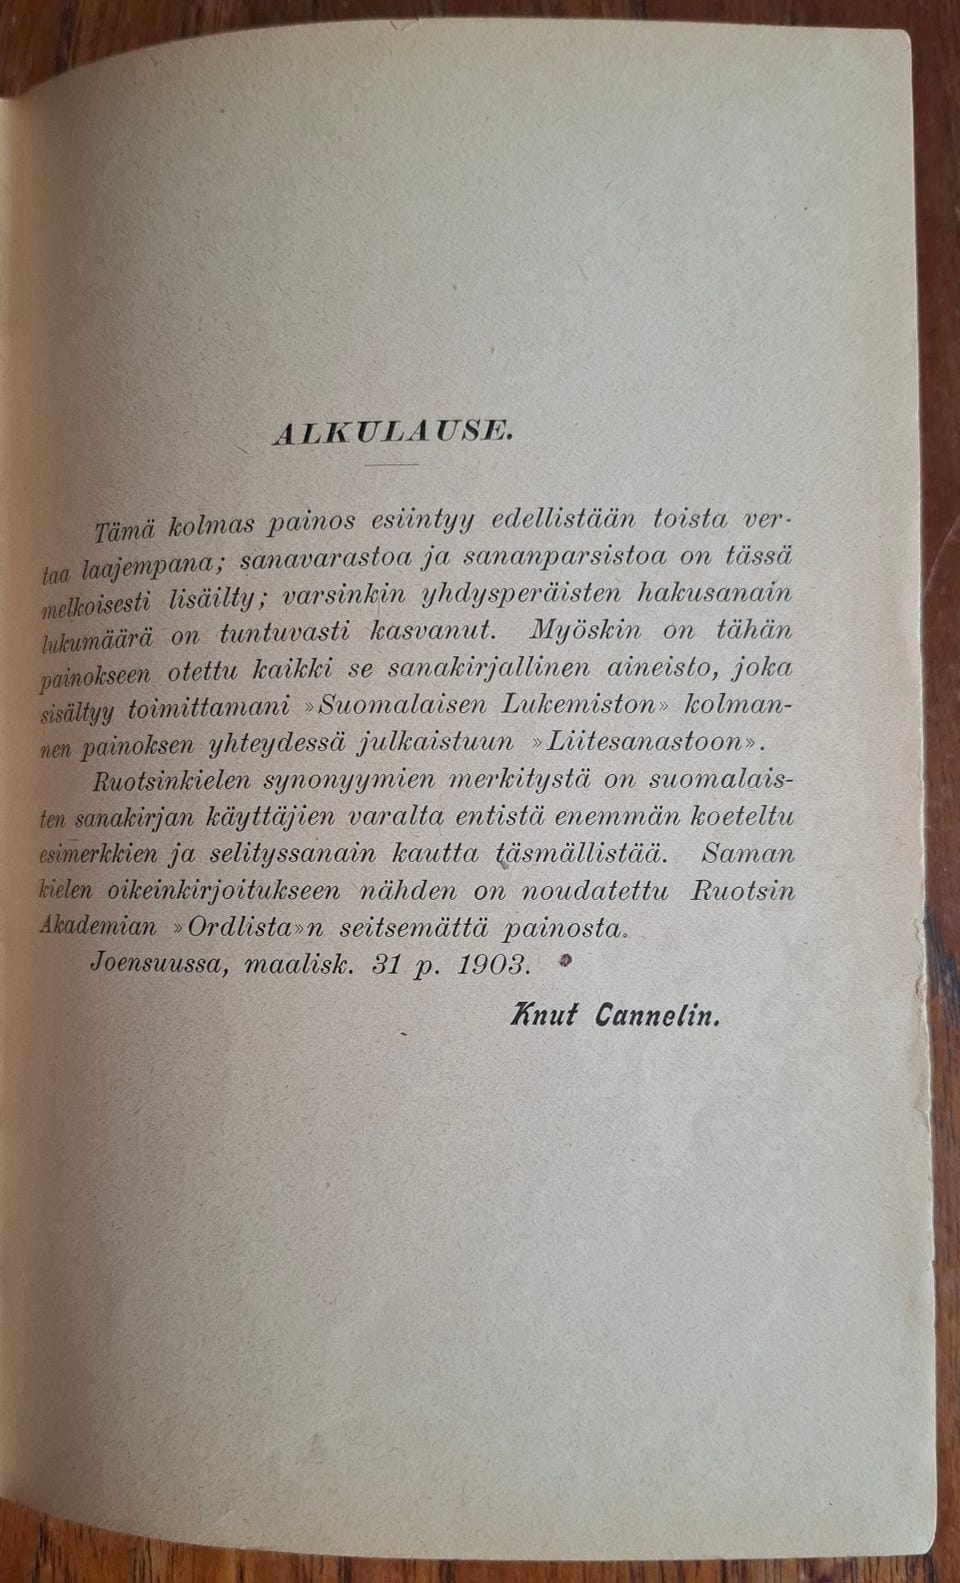 ALKULAUSE.
Tämä kolmas painos esiintyy edellistään toista ver-
taa laajempana; sanavarastoa ja sananparsistoa on tässä
melkoisesti lisäilty; varsinkin yhdysperäisten hakusanain
lukumäärä on tuntuvasti kasvanut. Myöskin on tähän
painokseen otettu kaikki se sanakirjallinen aineisto, joka
sisältyy toimittamani »Suomalaisen Lukemiston» kolman-
nen painoksen yhteydessä julkaistuun »Liitesanastoon».
Ruotsinkielen synonyymien merkitystä on suomalais-
ten sanakirjan käyttäjien varalta entistä enemmän koeteltu
esimerkkien ja selityssanain kautta täsmällistää. Saman
kielen oikeinkirjoitukseen nähden on noudatettu Ruotsin
Akademian »Ordlista»n seitsemättä painosta.
Joensuussa, maalisk. 31 p. 1903.
Knut Cannelin.